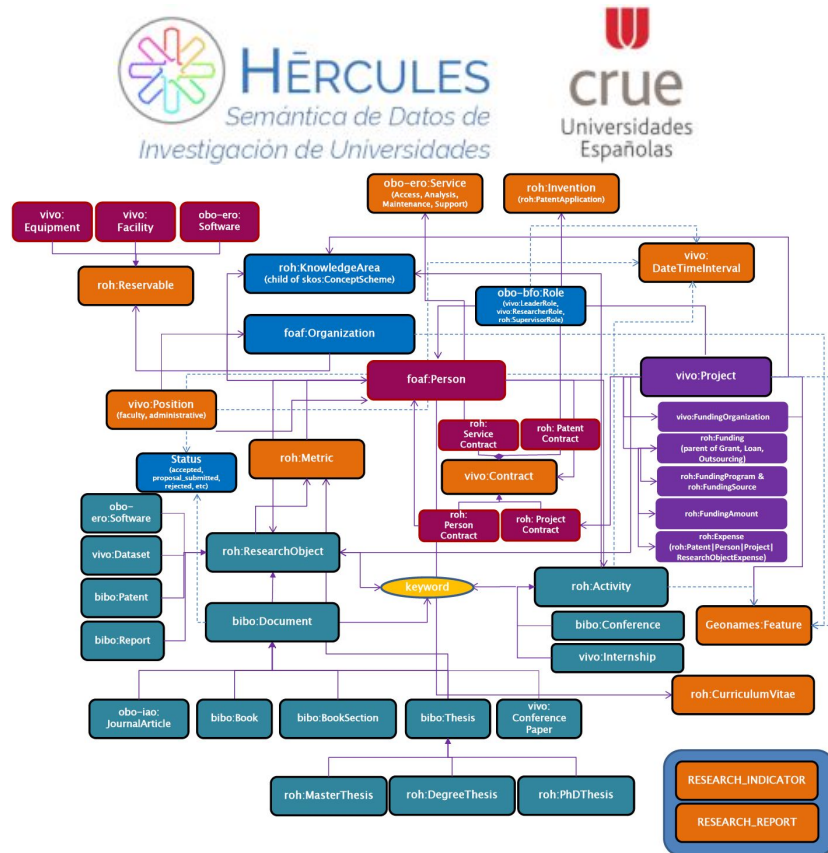 HĒRCULES
Semántica de Datos de
Investigación de Universidades
crue
Universidades
Españolas
obo-ero:Service
(Access, Analysis,
Maintenance, Support)
roh:Invention
(roh:PatentApplication)
vivo:
Equipment
vivo:
Facility
obo-ero:
Software
vivo:
DateTimeInterval
roh:KnowledgeArea
(child of skos:ConceptScheme)
roh:Reservable
obo-bfo:Role
(vivo:LeaderRole,
vivo:ResearcherRole,
roh:SupervisorRole)
foaf:Organization
foaf:Person
vivo:Project
vivo:Position
(faculty, administrative)
vivo:FundingOrganization
roh:
Service
Contract
roh: Patent
Contract
roh:Funding
(parent of Grant, Loan,
Outsourcing)
Status
(accepted,
proposal_submitted,
rejected, etc)
roh:Metric
vivo:Contract
roh:FundingProgram &
roh:FundingSource
obo-
ero:Software
roh:FundingAmount
roh:
Person
Contract
roh: Project
Contract
roh:Expense
(roh:Patent|Person|Project|
ResearchObjectExpense)
vivo:Dataset
roh:ResearchObject
bibo:Patent
keyword
roh:Activity
bibo:Report
bibo:Document
bibo:Conference
Geonames:Feature
vivo:Internship
roh:CurriculumVitae
obo-iao:
JournalArticle
bibo:Book
bibo:BookSection
bibo:Thesis
vivo:
Conference
Paper
roh:MasterThesis
roh:DegreeThesis
roh:PhDThesis
RESEARCH_INDICATOR
RESEARCH_REPORT